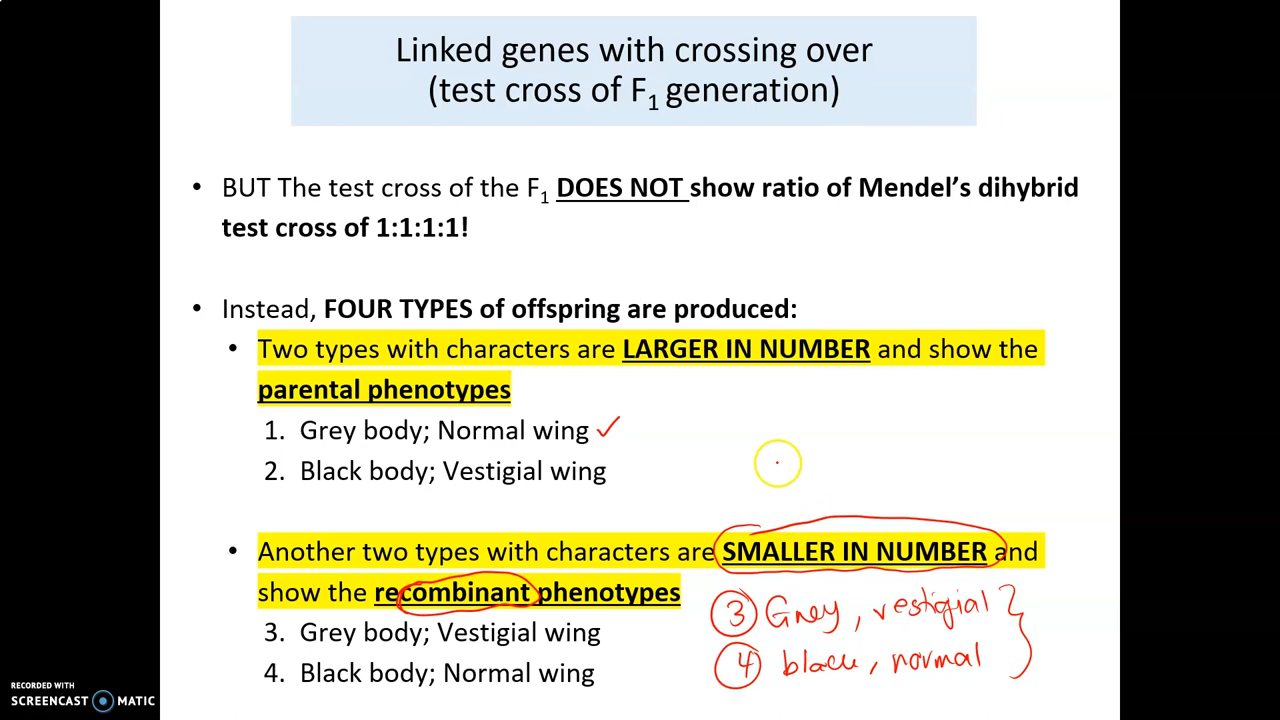 Linked genes with crossing over
(test cross of F1 generation)
• BUT The test cross of the F1 DOES NOT show ratio of Mendel’s dihybrid
test cross of 1:1:1:1!
• Instead, FOUR TYPES of offspring are produced:
• Two types with characters are LARGER IN NUMBER and show the
parental phenotypes
1. Grey body; Normal wing ✓
2. Black body; Vestigial wing
• Another two types with characters are SMALLER IN NUMBER and
show the recombinant phenotypes
3. Grey body; Vestigial wing
4. Black body; Normal wing
3 Grey, vestigial
4 black, normal
RECORDED WITH
SCREENCAST MATIC